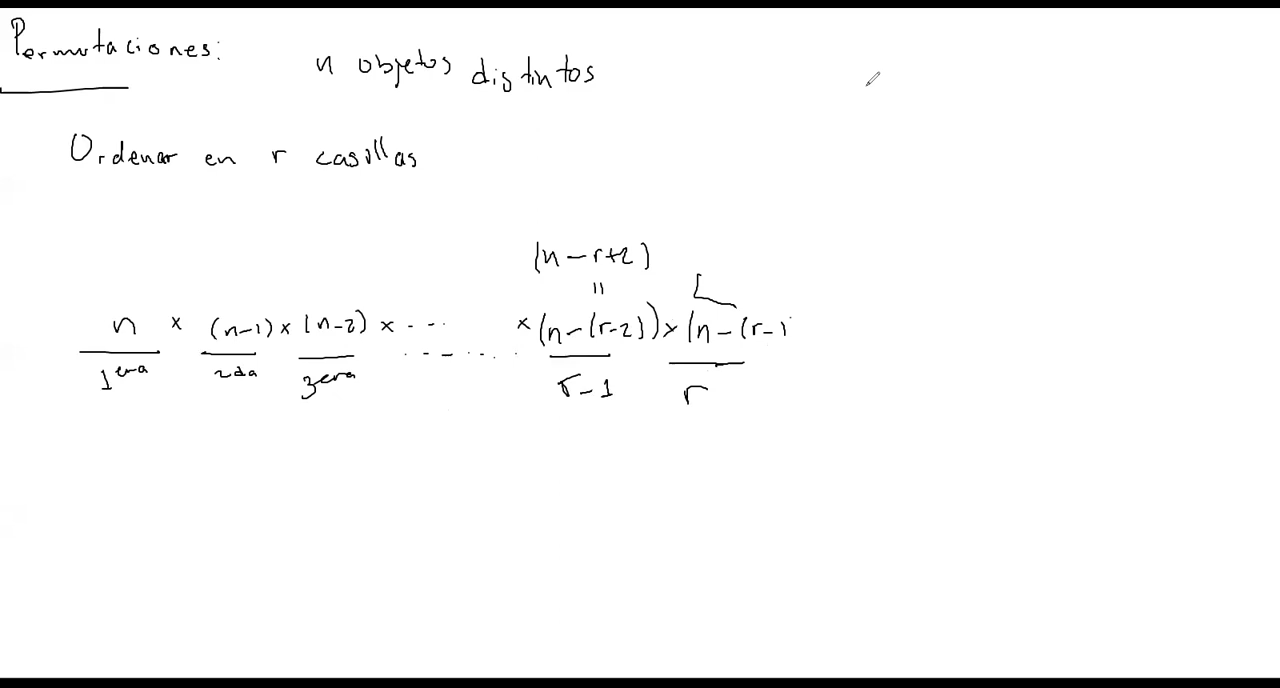 Permutaciones:
n objetos distintos
Ordenar en r casillas
(n-r+2)
=
n × (n-1) × (n-2) × ---- × (n-(r-2)) × (n-(r-1)
1era 2da 3era ------- r-1 r